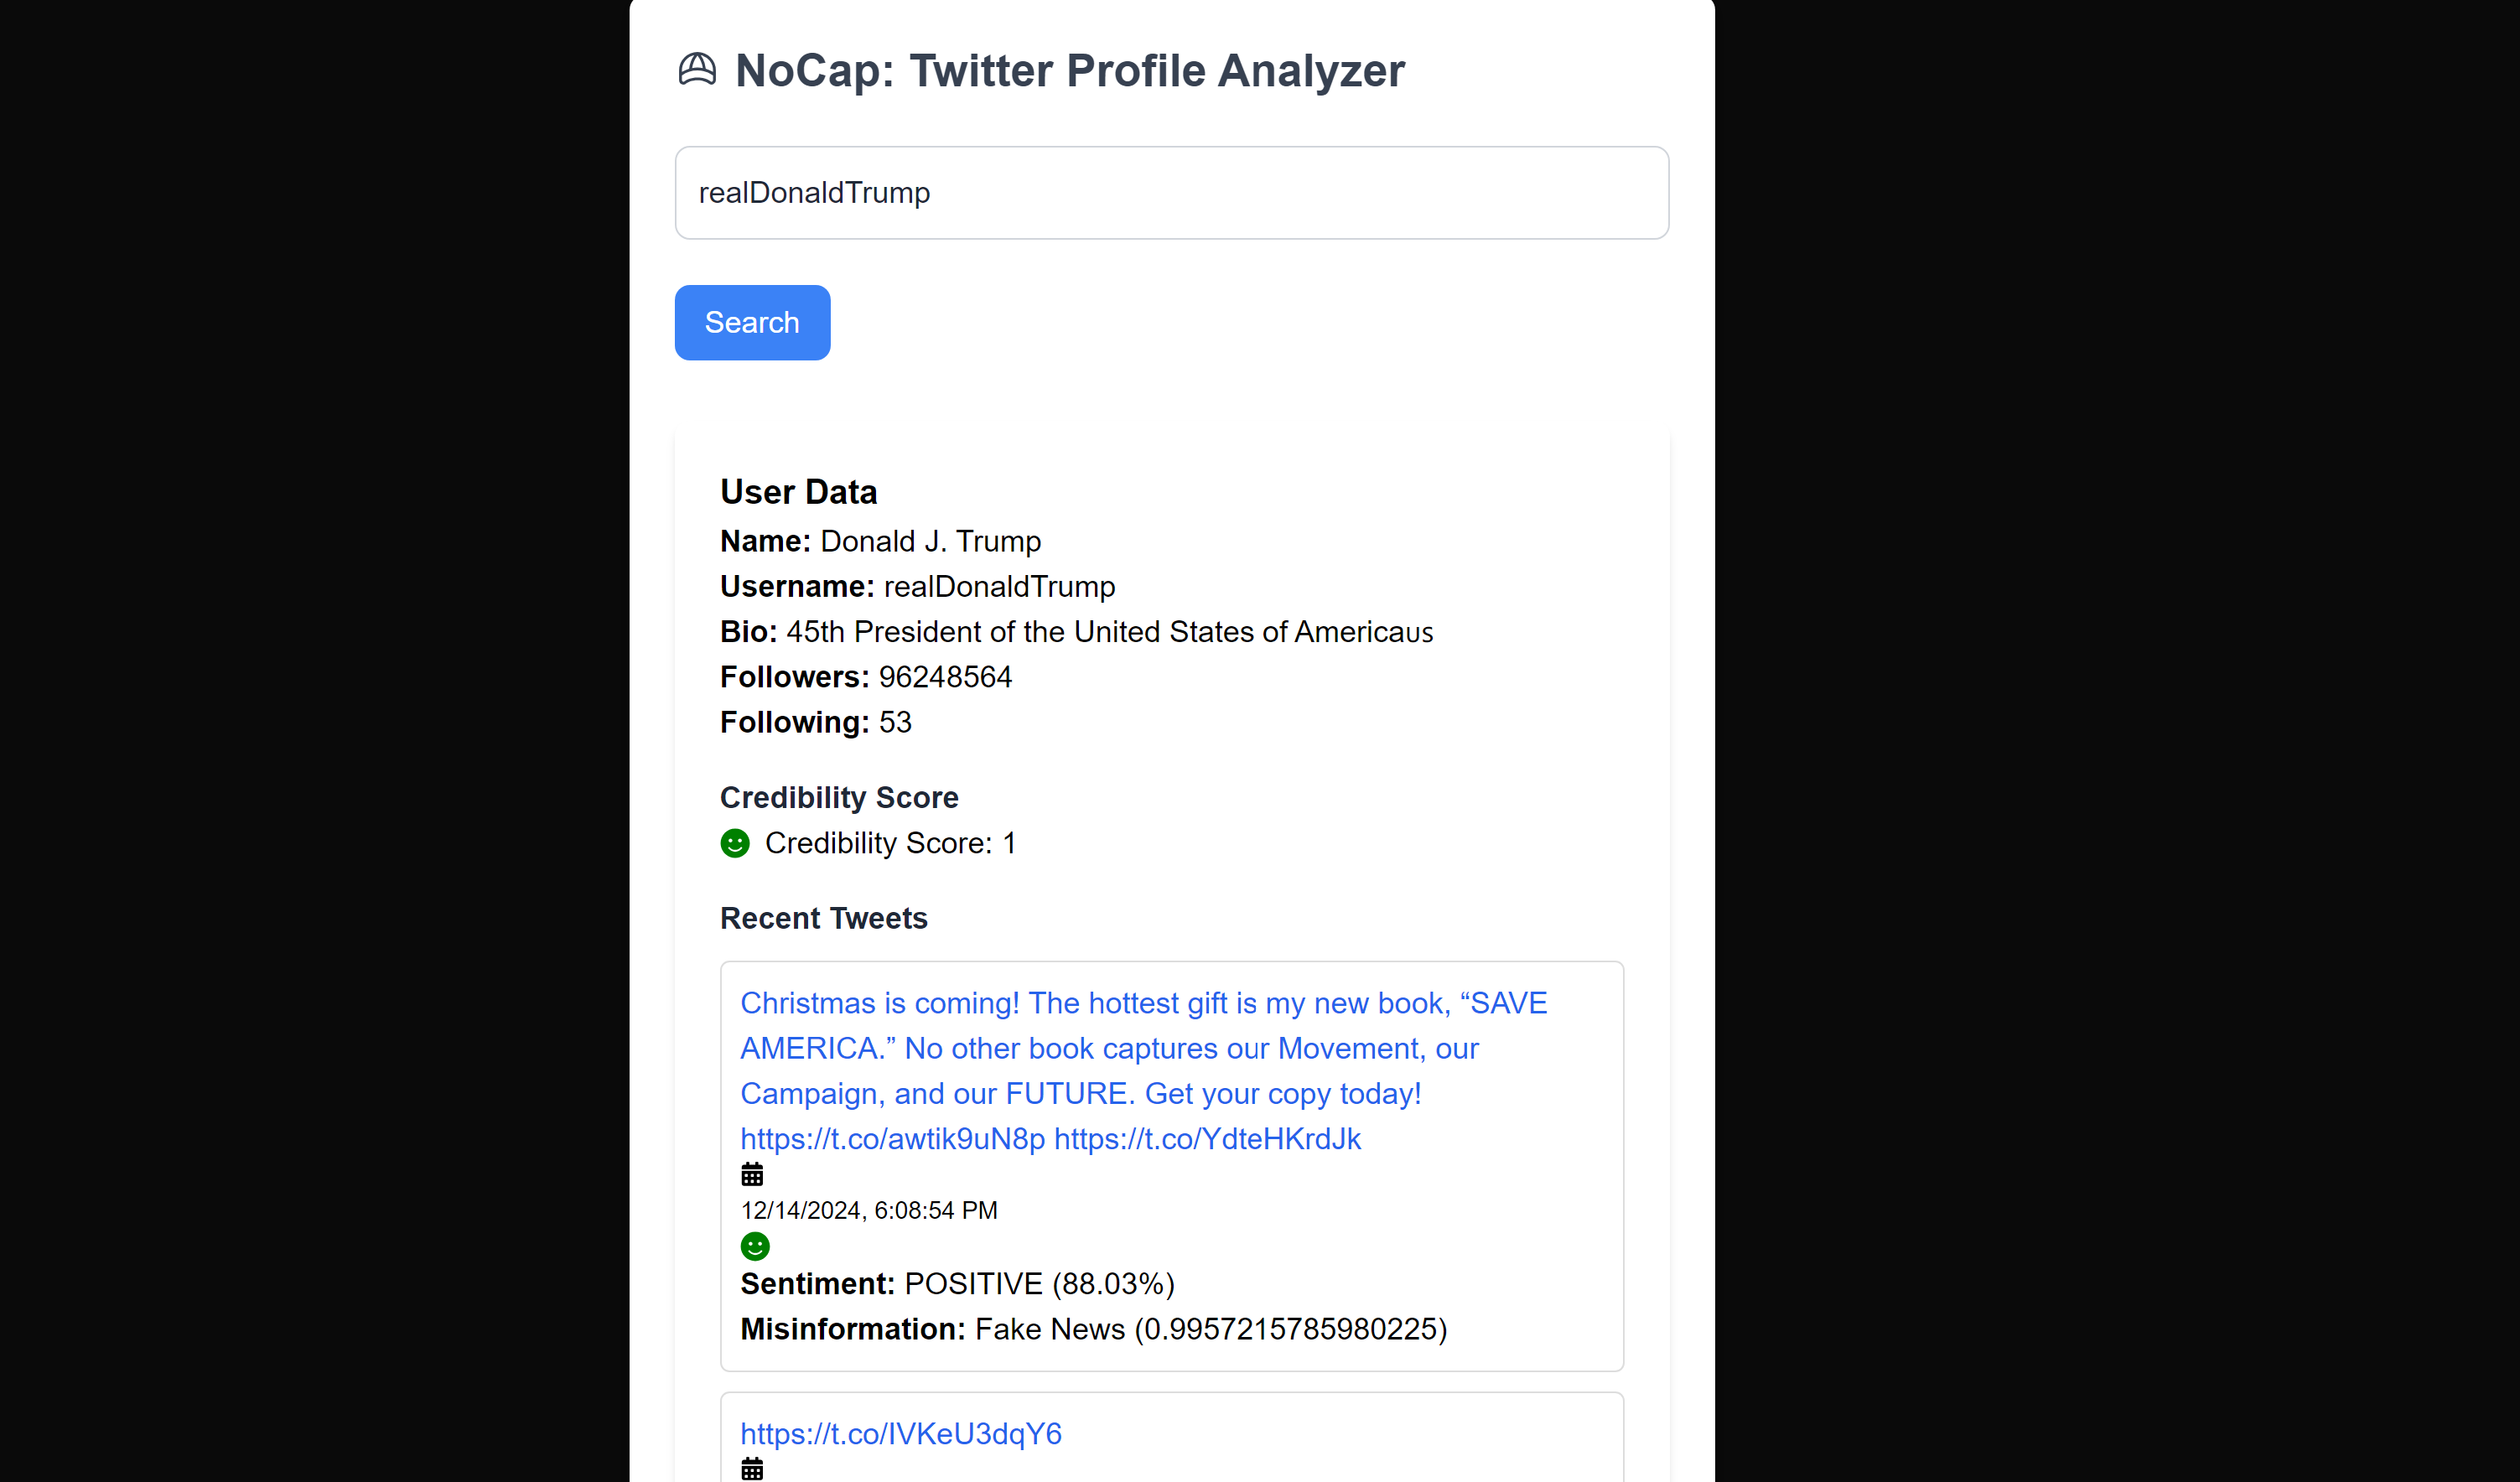 NoCap: Twitter Profile Analyzer
realDonaldTrump
Search
User Data
Name: Donald J. Trump
Username: realDonaldTrump
Bio: 45th President of the United States of Americaus
Followers: 96248564
Following: 53
Credibility Score
Credibility Score: 1
Recent Tweets
Christmas is coming! The hottest gift is my new book, “SAVE
AMERICA.” No other book captures our Movement, our
Campaign, and our FUTURE. Get your copy today!
https://t.co/awtik9uN8p https://t.co/YdteHKrdJk
12/14/2024, 6:08:54 PM
Sentiment: POSITIVE (88.03%)
Misinformation: Fake News (0.9957215785980225)
https://t.co/IVKeU3dqY6